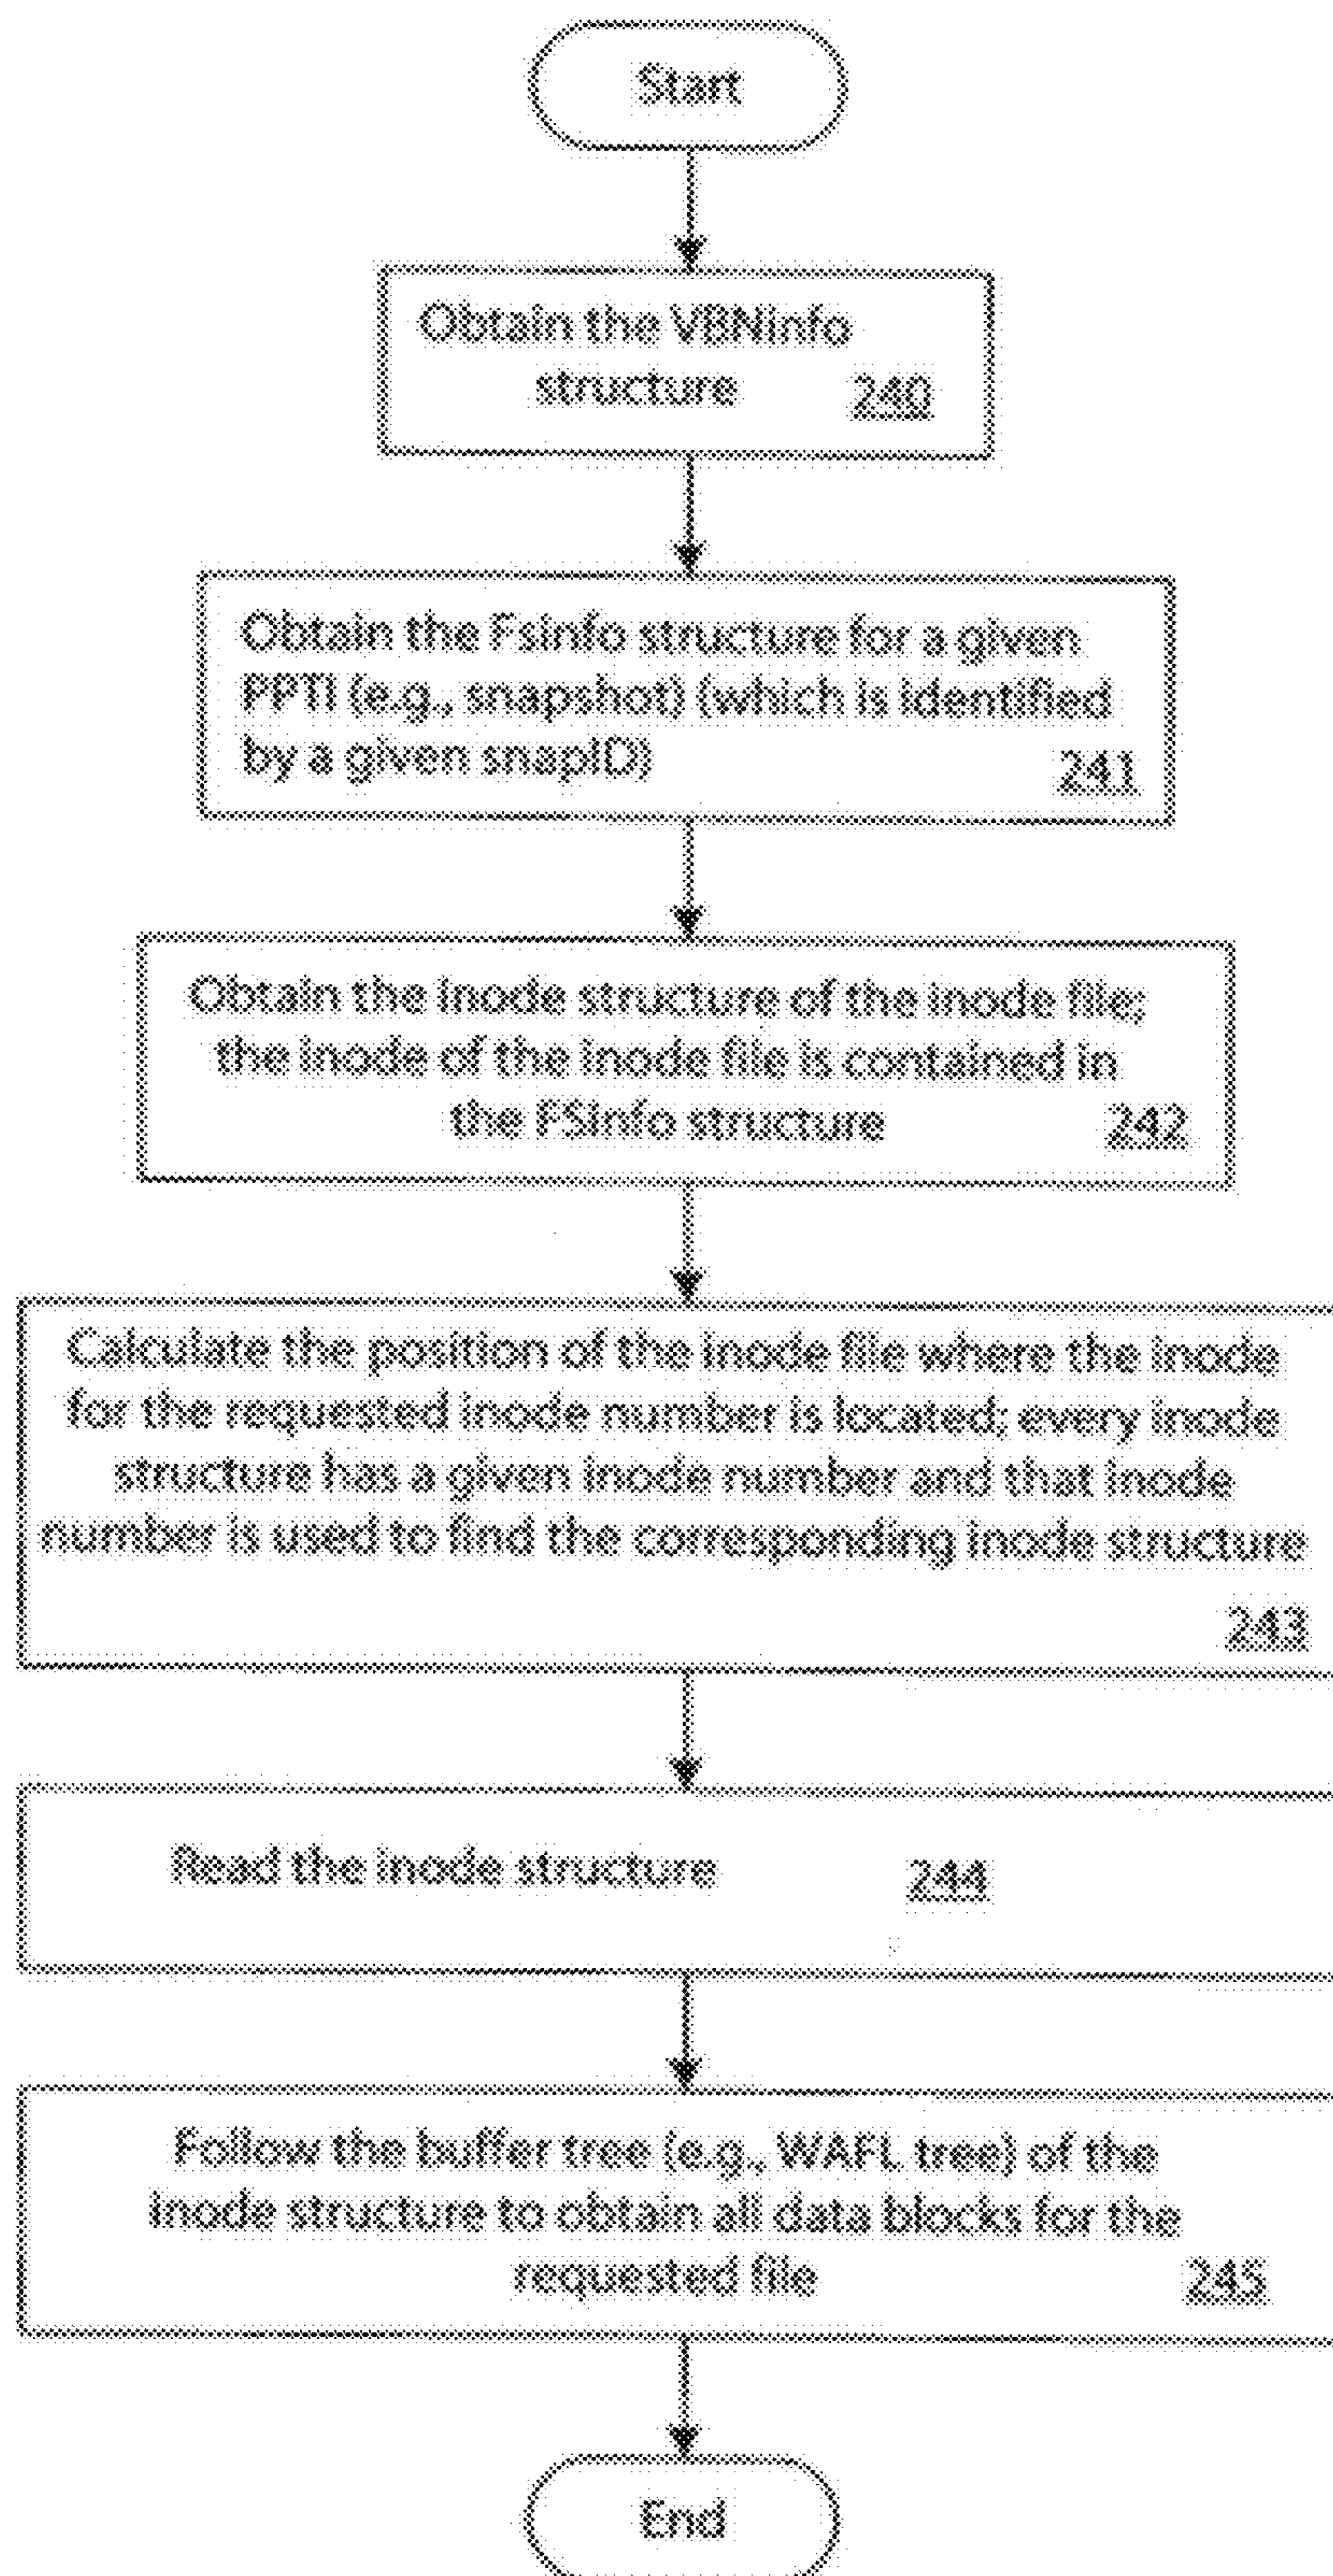 Start
Obtain the VBNinfo
structure 240
Obtain the Fsinfo structure for a given
PPTI (e.g., snapshot) (which is identified
by a given snapID)
241
Obtain the inode structure of the inode file;
the inode of the inode file is contained in
the FSinfo structure 242
Calculate the position of the inode file where the inode
for the requested inode number is located; every inode
structure has a given inode number and that inode
number is used to find the corresponding inode structure
243
Read the inode structure 244
Follow the buffer tree (e.g., WAFL tree) of the
inode structure to obtain all data blocks for the
requested file 245
End